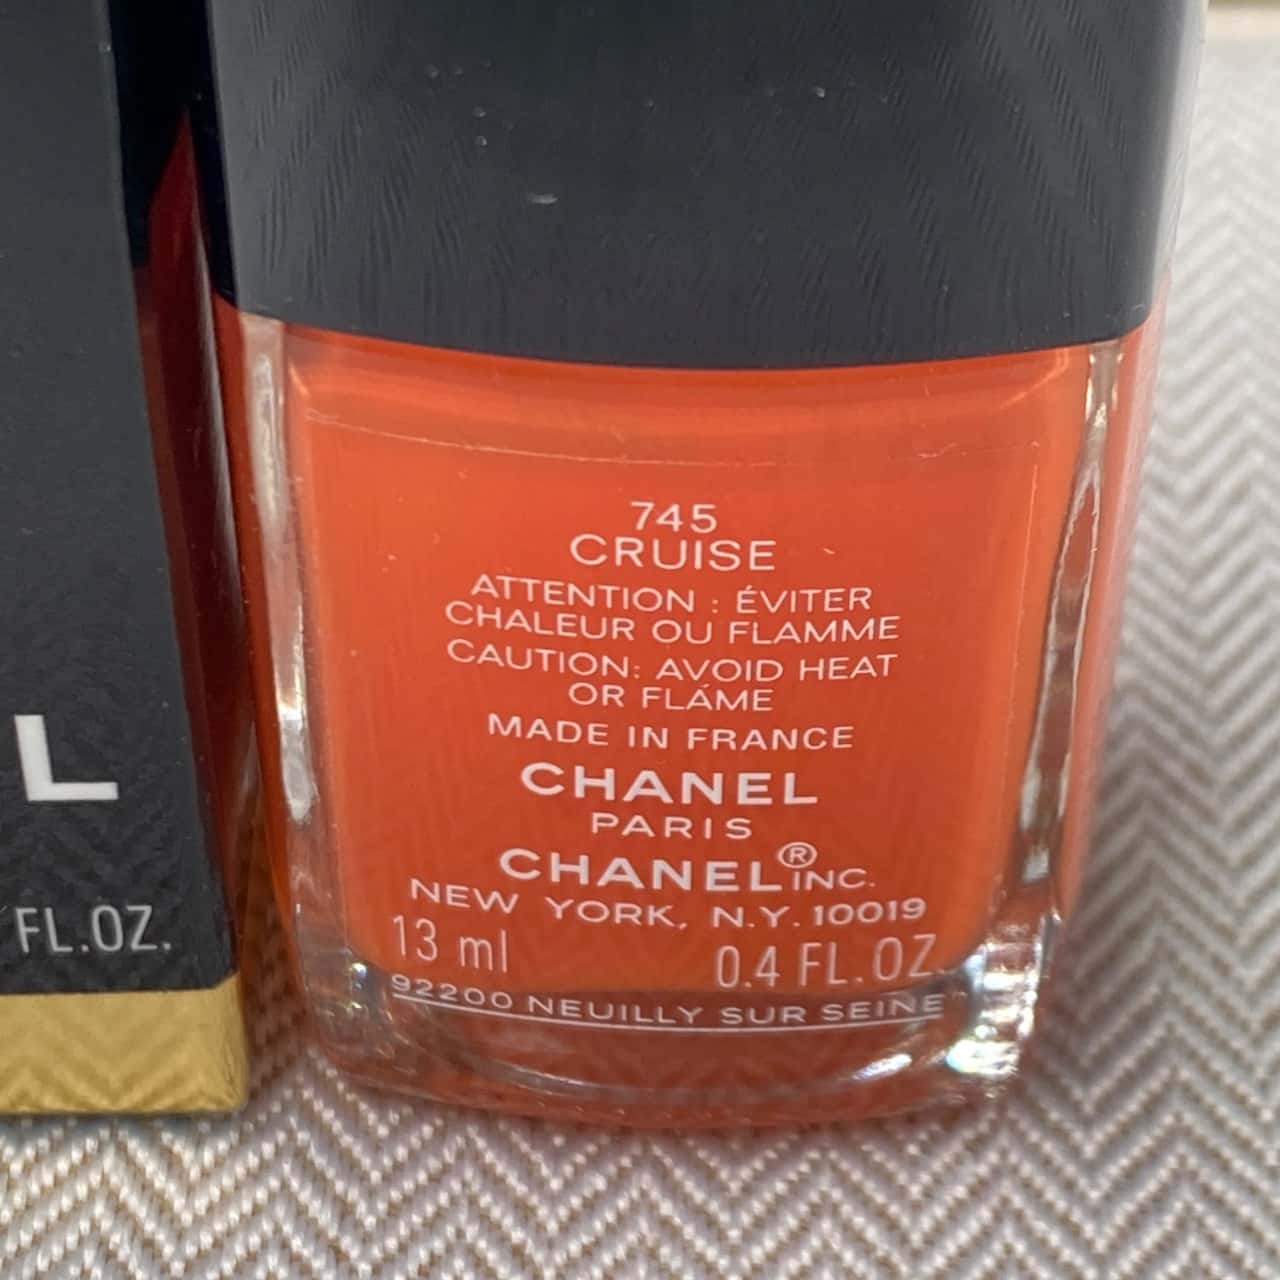 745
CRUISE
ATTENTION : ÉVITER
CHALEUR OU FLAMME
CAUTION: AVOID HEAT
OR FLAME
MADE IN FRANCE
CHANEL
PARIS
CHANEL® INC.
NEW YORK, N.Y. 10019
13 ml 0.4 FL.OZ.
92200 NEUILLY SUR SEINE
L
FL.OZ.